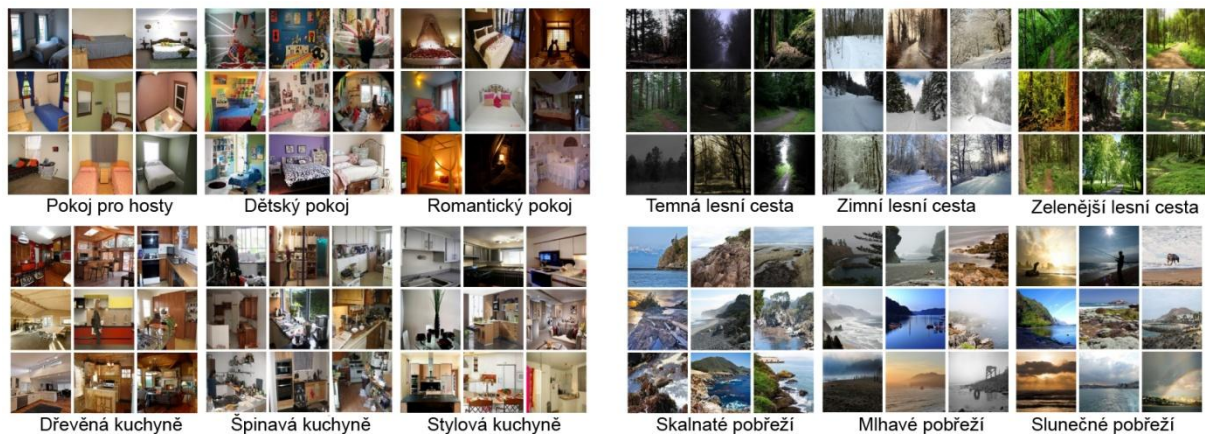 Pokoj pro hosty
Dětský pokoj
Romantický pokoj
Temná lesní cesta
Zimní lesní cesta
Zelenější lesní cesta
Dřevěná kuchyně
Špinavá kuchyně
Stylová kuchyně
Skalnaté pobřeží
Mlhavé pobřeží
Slunečné pobřeží